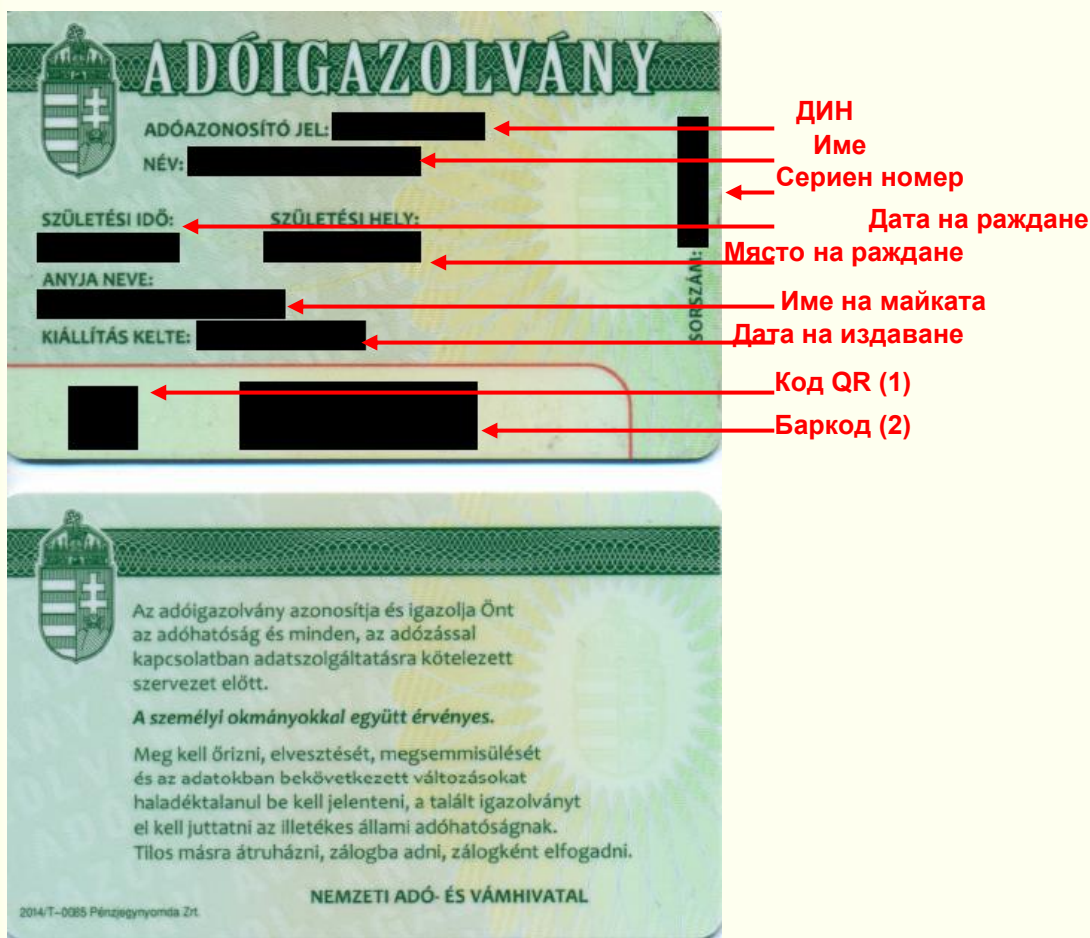 ADÓIGAZOLVÁNY
ADÓAZONOSÍTÓ JEL:
ДИН
NÉV:
Име
Сериен номер
SZÜLETÉSI IDŐ:
SZÜLETÉSI HELY:
Дата на раждане
Място на раждане
ANYJA NEVE:
SORSZÁM:
Име на майката
KIÁLLÍTÁS KELTE:
Дата на издаване
Код QR (1)
Баркод (2)
Az adóigazolvány azonosítja és igazolja Önt
az adóhatóság és minden, az adózással
kapcsolatban adatszolgáltatásra kötelezett
szervezet előtt.
A személyi okmányokkal együtt érvényes.
Meg kell őrizni, elvesztését, megsemmisülését
és az adatokban bekövetkezett változásokat
haladéktalanul be kell jelenteni, a talált igazolványt
el kell juttatni az illetékes állami adóhatóságnak.
Tilos másra átruházni, zálogba adni, zálogként elfogadni.
NEMZETI ADÓ- ÉS VÁMHIVATAL
2014/T-0085 Pénzjegynyomda Zrt.